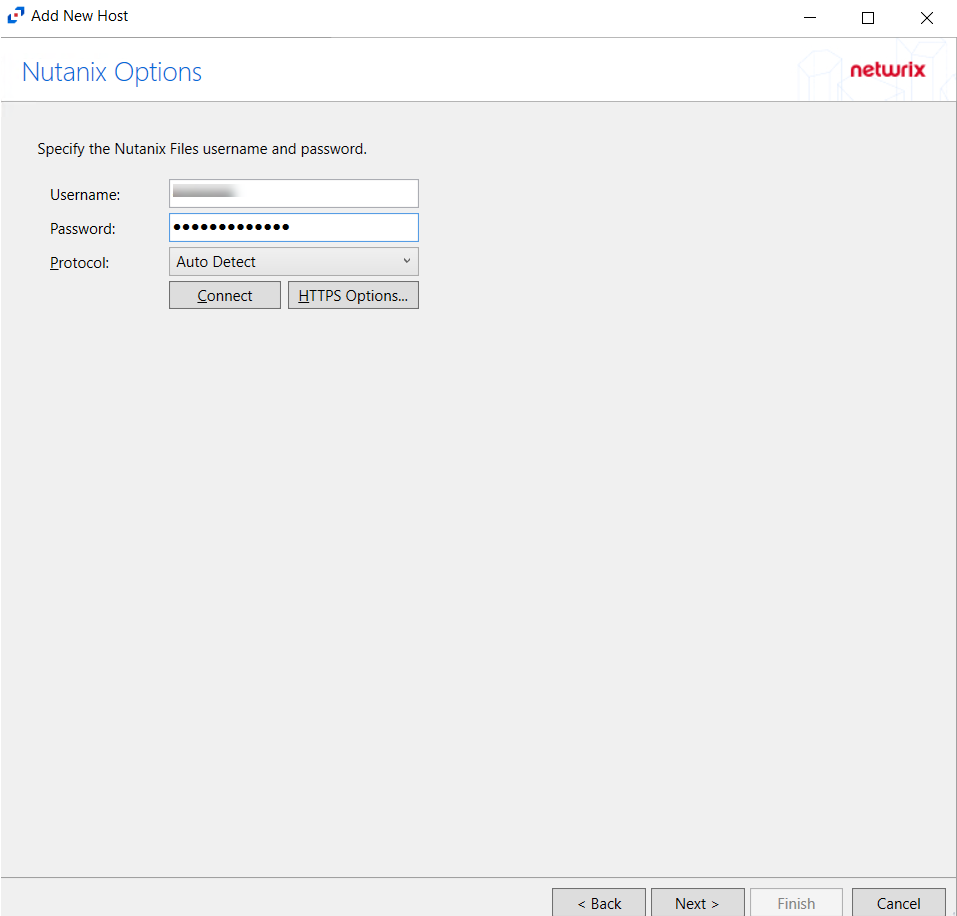 Add New Host
Nutanix Options
netwrix
Specify the Nutanix Files username and password.
Username:
Password: ●●●●●●●●●●●●●
Protocol: Auto Detect
Connect HTTPS Options...
< Back Next > Finish Cancel